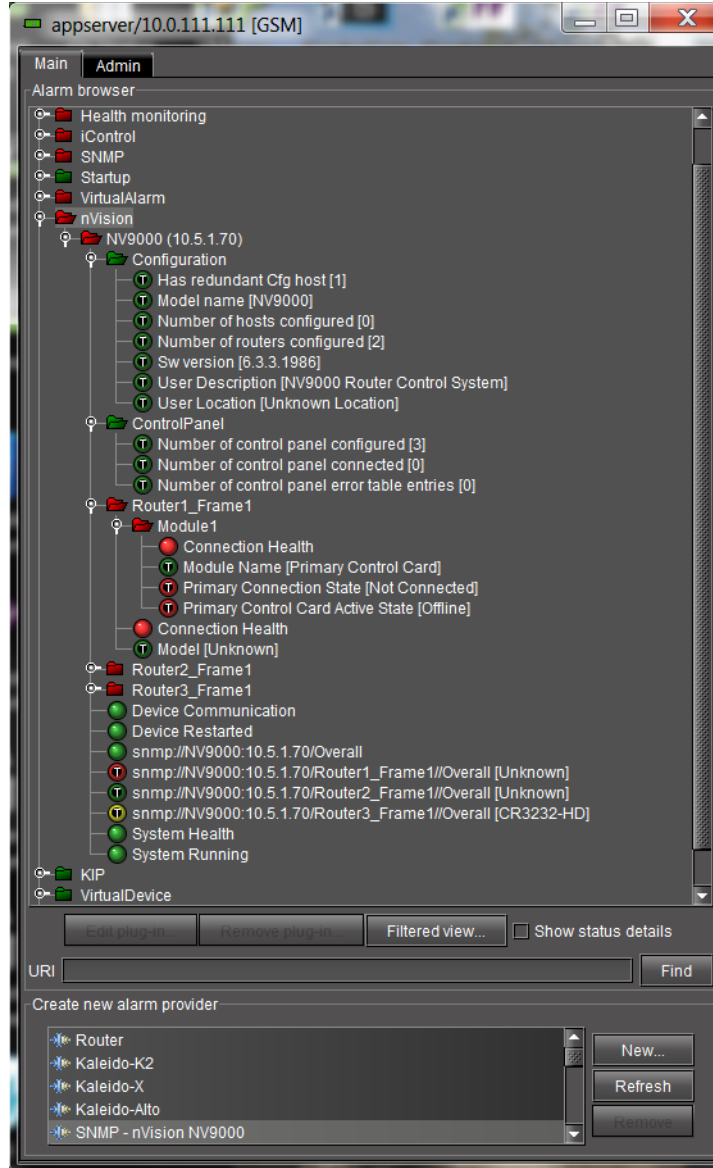 appserver/10.0.111.111 [GSM]
Main Admin
Alarm browser
Health monitoring
iControl
SNMP
Startup
VirtualAlarm
nVision
NV9000 (10.5.1.70)
Configuration
T Has redundant Cfg host [1]
T Model name [NV9000]
T Number of hosts configured [0]
T Number of routers configured [2]
T Sw version [6.3.3.1986]
T User Description [NV9000 Router Control System]
T User Location [Unknown Location]
ControlPanel
T Number of control panel configured [3]
T Number of control panel connected [0]
T Number of control panel error table entries [0]
Router1_Frame1
Module1
Connection Health
T Module Name [Primary Control Card]
T Primary Connection State [Not Connected]
T Primary Control Card Active State [Offline]
Connection Health
T Model [Unknown]
Router2_Frame1
Router3_Frame1
Device Communication
Device Restarted
snmp://NV9000:10.5.1.70/Overall
T snmp://NV9000:10.5.1.70/Router1_Frame1//Overall [Unknown]
T snmp://NV9000:10.5.1.70/Router2_Frame1//Overall [Unknown]
T snmp://NV9000:10.5.1.70/Router3_Frame1//Overall [CR3232-HD]
System Health
System Running
KIP
VirtualDevice
Edit plug-in... Remove plug-in... Filtered view... Show status details
URI Find
Create new alarm provider
Router
Kaleido-K2
Kaleido-X
Kaleido-Alto
SNMP - nVision NV9000
New...
Refresh
Remove